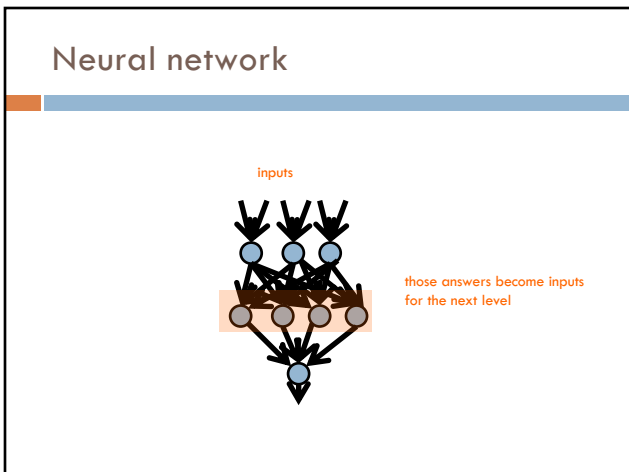 Neural network
inputs
those answers become inputs
for the next level